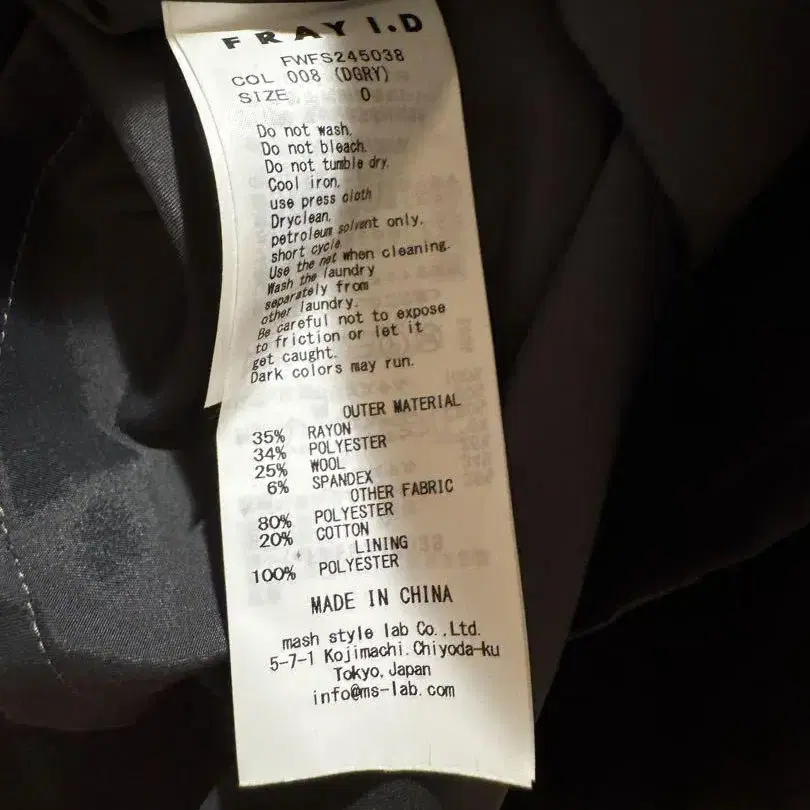 FRAY I.D
FWFS245038
COL 008 (DGRY)
SIZE 0
Do not wash.
Do not bleach.
Do not tumble dry.
Cool iron,
use press cloth
Dryclean,
petroleum solvent only,
short cycle
Use the net when cleaning.
Wash the laundry
separately from
other laundry.
Be careful not to expose
to friction or let it
get caught.
Dark colors may run.
OUTER MATERIAL
35% RAYON
34% POLYESTER
25% WOOL
6% SPANDEX
OTHER FABRIC
80% POLYESTER
20% COTTON
LINING
100% POLYESTER
MADE IN CHINA
mash style lab Co.,Ltd.
5-7-1 Kojimachi.Chiyoda-ku
Tokyo,Japan
info@ms-lab.com